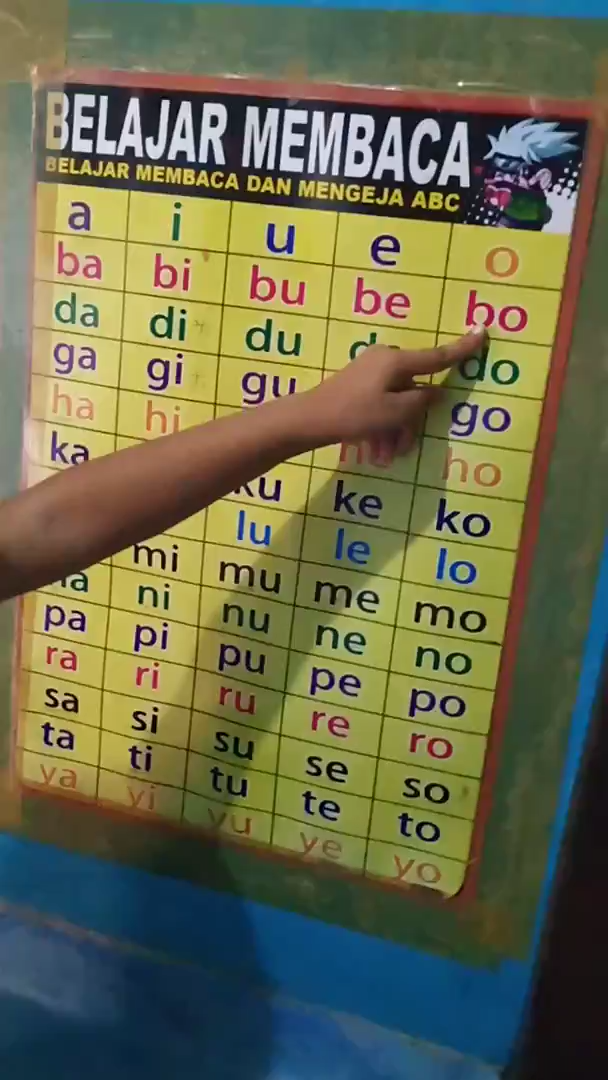 BELAJAR MEMBACA
BELAJAR MEMBACA DAN MENGEJA ABC
a i u e o
ba bi bu be bo
da di du do
ga gi gu go
ha hi ho
ka ke ko
lu le lo
mi mu me mo
ni nu ne no
pa pi pu pe po
ra ri ru re ro
sa si su se so
ta ti tu te to
ya yi yu ye yo